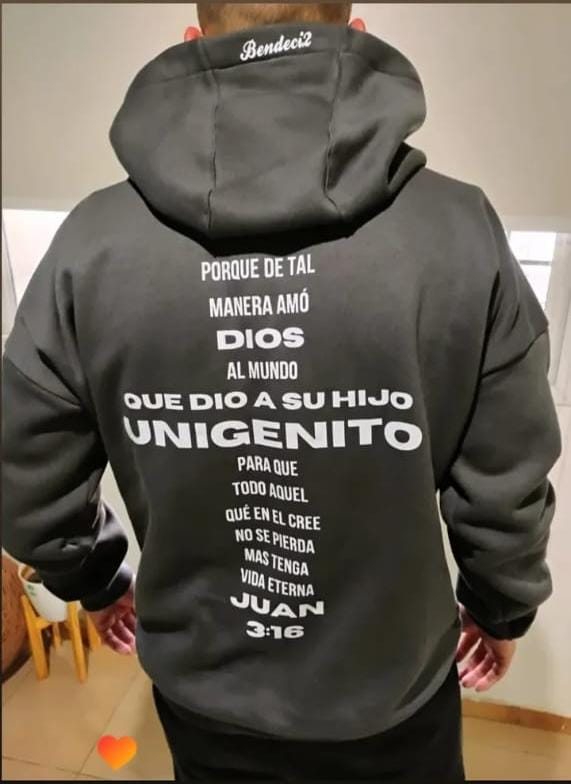 Bendeci2
PORQUE DE TAL
MANERA AMÓ
DIOS
AL MUNDO
QUE DIO A SU HIJO
UNIGENITO
PARA QUE
TODO AQUEL
QUÉ EN EL CREE
NO SE PIERDA
MAS TENGA
VIDA ETERNA
JUAN
3:16